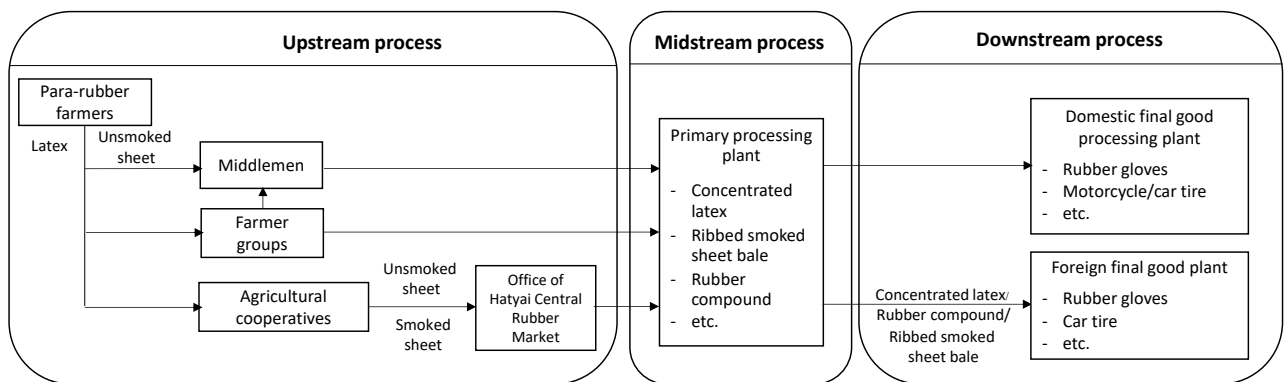 Upstream process
Midstream process
Downstream process
Para-rubber
farmers
Latex
Unsmoked
sheet
Middlemen
Farmer
groups
Agricultural
cooperatives
Unsmoked
sheet
Smoked
sheet
Office of
Hatyai Central
Rubber
Market
Primary processing
plant
- Concentrated
latex
- Ribbed smoked
sheet bale
- Rubber
compound
- etc.
Concentrated latex/
Rubber compound/
Ribbed smoked
sheet bale
Domestic final good
processing plant
- Rubber gloves
- Motorcycle/car tire
- etc.
Foreign final good plant
- Rubber gloves
- Car tire
- etc.